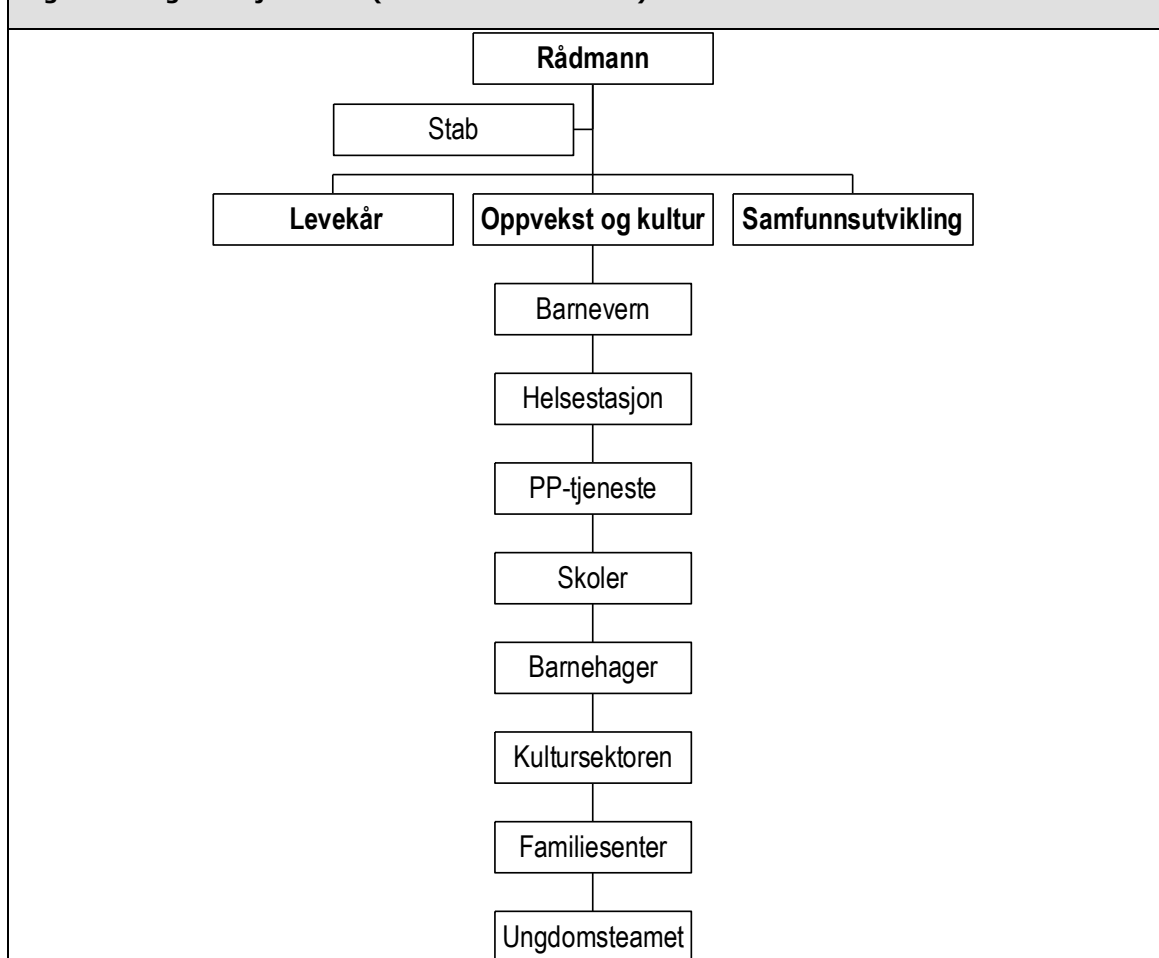 Rådmann
Stab
Levekår
Oppvekst og kultur
Samfunnsutvikling
Barnevern
Helsestasjon
PP-tjeneste
Skoler
Barnehager
Kultursektoren
Familiesenter
Ungdomsteamet